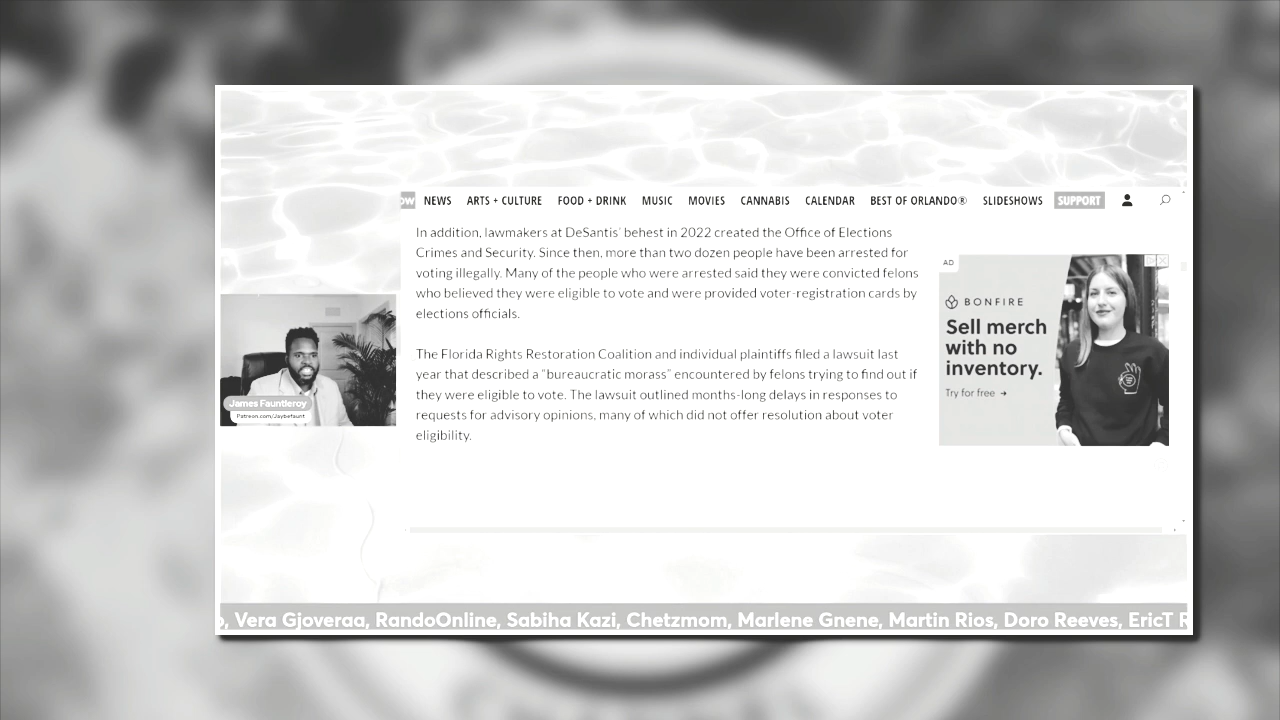 OW NEWS ARTS + CULTURE FOOD + DRINK MUSIC MOVIES CANNABIS CALENDAR BEST OF ORLANDO® SLIDESHOWS SUPPORT
In addition, lawmakers at DeSantis' behest in 2022 created the Office of Elections
Crimes and Security. Since then, more than two dozen people have been arrested for
voting illegally. Many of the people who were arrested said they were convicted felons
who believed they were eligible to vote and were provided voter-registration cards by
elections officials.
The Florida Rights Restoration Coalition and individual plaintiffs filed a lawsuit last
year that described a "bureaucratic morass" encountered by felons trying to find out if
they were eligible to vote. The lawsuit outlined months-long delays in responses to
requests for advisory opinions, many of which did not offer resolution about voter
eligibility.
AD
BONFIRE
Sell merch
with no
inventory.
Try for free →
James Fauntleroy
Patreon.com/Jaybefaunt
, Vera Gjoveraa, RandoOnline, Sabiha Kazi, Chetzmom, Marlene Gnene, Martin Rios, Doro Reeves, EricT